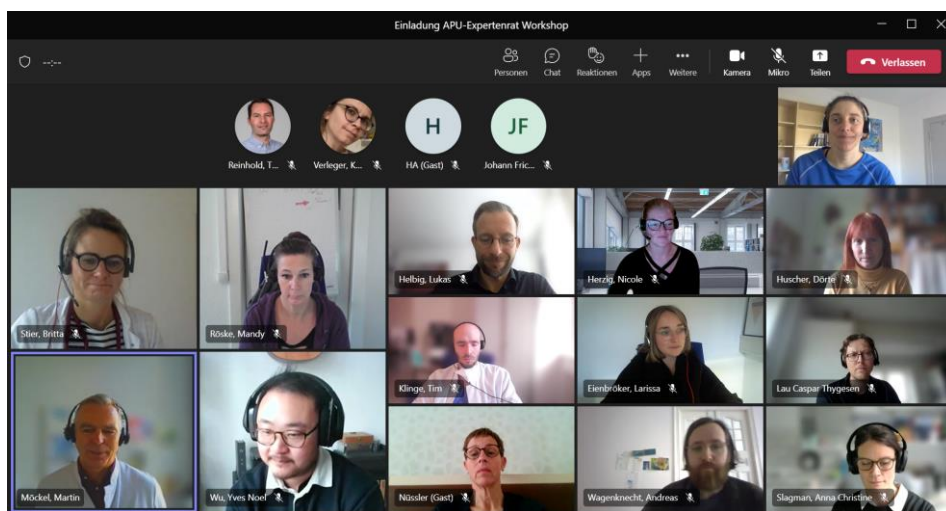 Einladung APU-Expertenrat Workshop
--:--
Personen
Chat
Reaktionen
Apps
Weitere
Kamera
Mikro
Teilen
Verlassen
H
JF
Reinhold, T...
Verleger, K...
HA (Gast)
Johann Fric...
Stier, Britta
Röske, Mandy
Helbig, Lukas
Herzig, Nicole
Huscher, Dörte
Klinge, Tim
Eienbröker, Larissa
Lau Caspar Thygesen
Möckel, Martin
Wu, Yves Noel
Nüssler (Gast)
Wagenknecht, Andreas
Slagman, Anna Christine